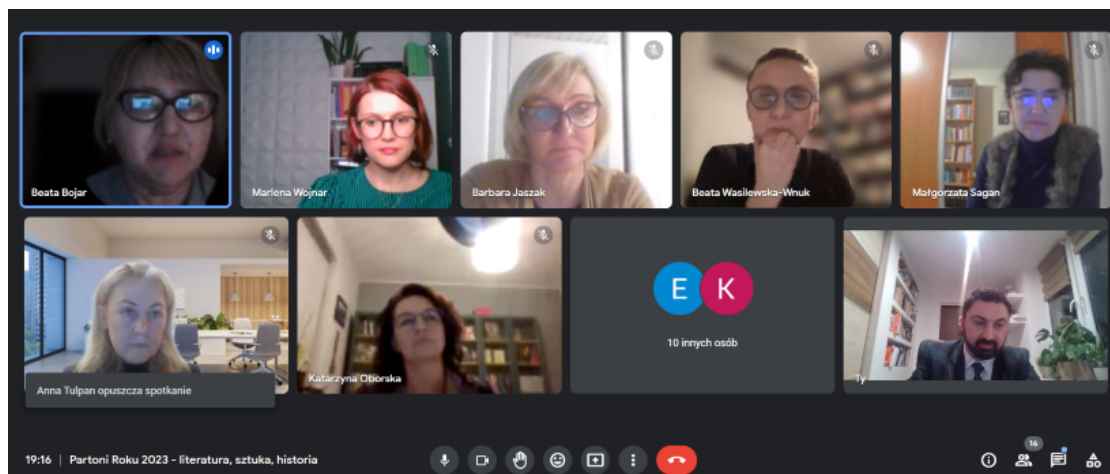 Beata Bojar
Marlena Wojnar
Barbara Jaszak
Beata Wasilewska-Wnuk
Małgorzata Sagan
Anna Tulpan opuszcza spotkanie
Katarzyna Oborska
E K
10 innych osób
Ty
19:16 | Partoni Roku 2023 - literatura, sztuka, historia
16